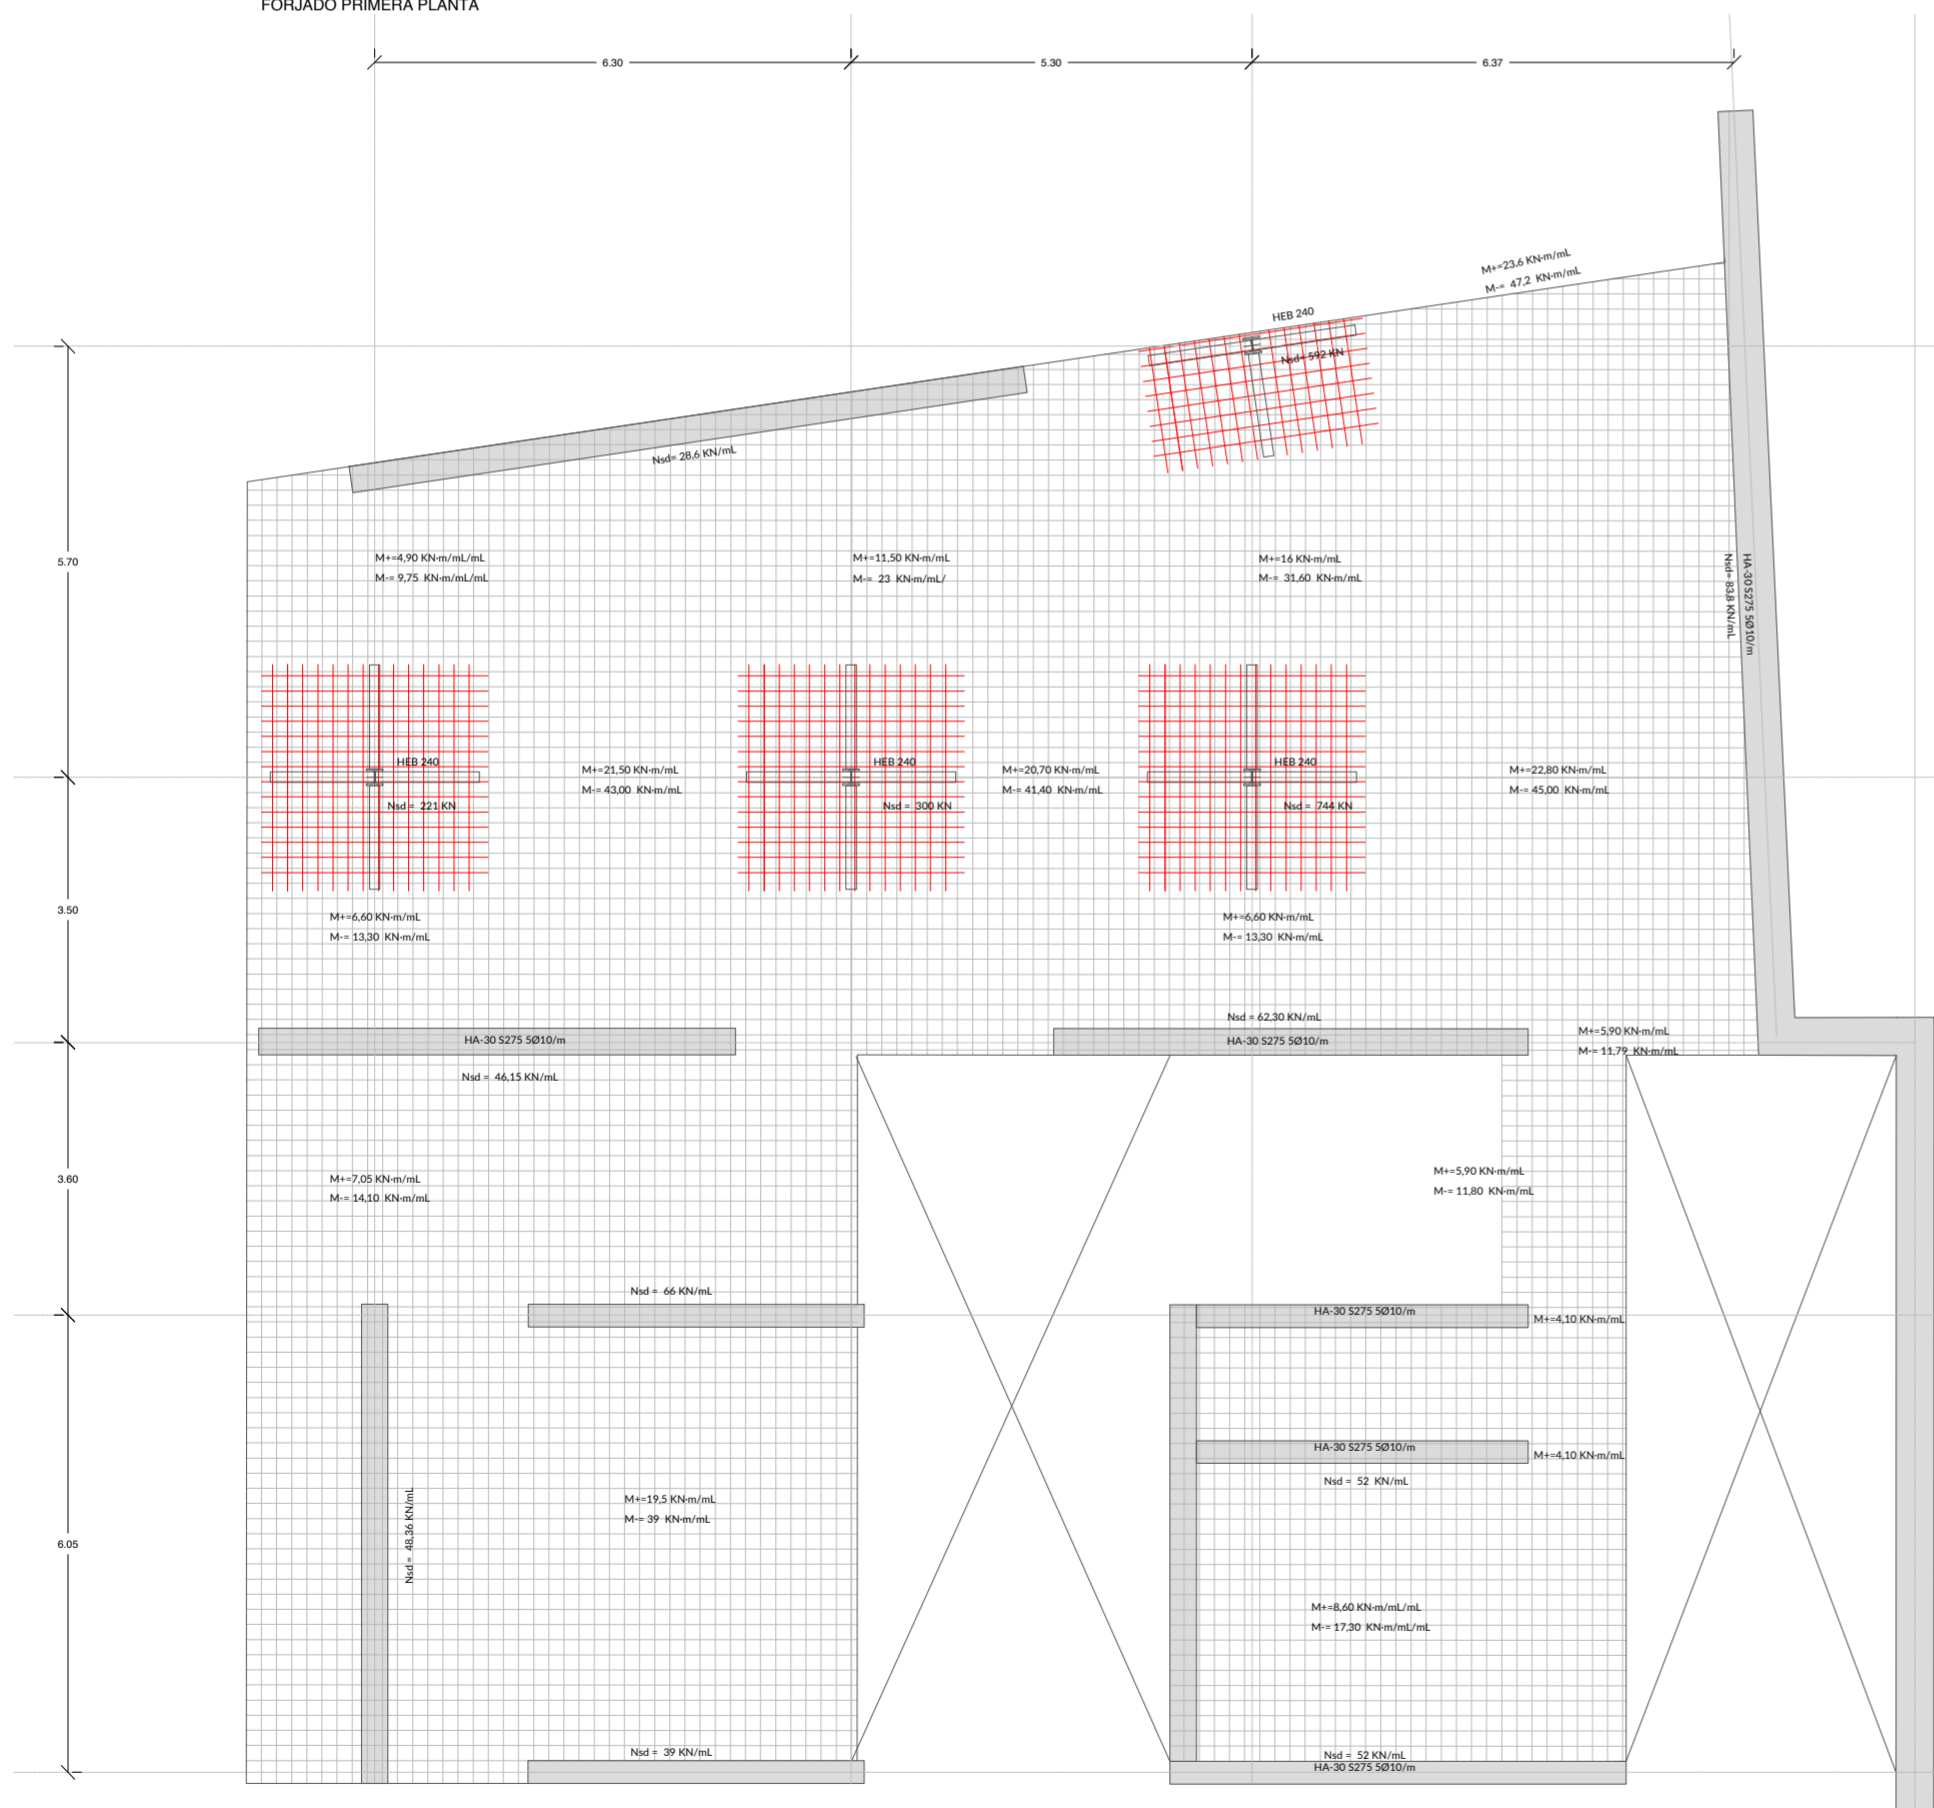 FORJADO PRIMERA PLANTA
6.30
5.30
6.37
M+=23.6 KN·m/mL
M-= 47,2 KN·m/mL
HEB 240
Nsd= 592 KN
Nsd= 28,6 KN/mL
5.70
M+=4,90 KN·m/mL/mL
M-= 9,75 KN·m/mL/mL
M+=11,50 KN·m/mL
M-= 23 KN·m/mL/
M+=16 KN·m/mL
M-= 31,60 KN·m/mL
Nsd= 83,8 KN/mL
HA-30 S275 5Ø10/m
HEB 240
Nsd = 221 KN
M+=21,50 KN·m/mL
M-= 43,00 KN·m/mL
HEB 240
Nsd = 300 KN
M+=20,70 KN·m/mL
M-= 41,40 KN·m/mL
HEB 240
Nsd = 744 KN
M+=22,80 KN·m/mL
M-= 45,00 KN·m/mL
3.50
M+=6,60 KN·m/mL
M-= 13,30 KN·m/mL
M+=6,60 KN·m/mL
M-= 13,30 KN·m/mL
HA-30 S275 5Ø10/m
Nsd = 46,15 KN/mL
Nsd = 62,30 KN/mL
HA-30 S275 5Ø10/m
M+=5,90 KN·m/mL
M-= 11,79 KN·m/mL
3.60
M+=7,05 KN·m/mL
M-= 14,10 KN·m/mL
M+=5,90 KN·m/mL
M-= 11,80 KN·m/mL
Nsd = 66 KN/mL
HA-30 S275 5Ø10/m
M+=4,10 KN·m/mL
HA-30 S275 5Ø10/m
M+=4,10 KN·m/mL
Nsd = 52 KN/mL
6.05
Nsd = 48,36 KN/mL
M+=19,5 KN·m/mL
M-= 39 KN·m/mL
M+=8,60 KN·m/mL/mL
M-= 17,30 KN·m/mL/mL
Nsd = 39 KN/mL
Nsd = 52 KN/mL
HA-30 S275 5Ø10/m